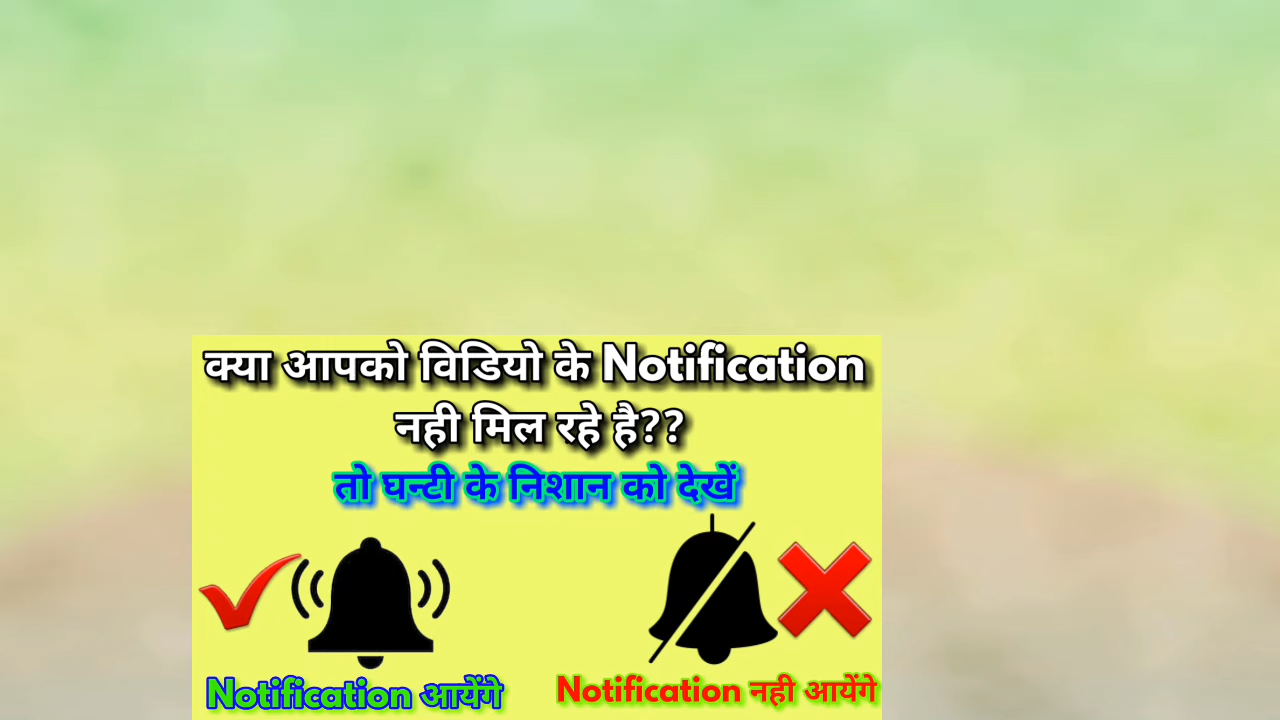 क्या आपको विडियो के Notification
नही मिल रहे है??
तो घन्टी के निशान को देखें
Notification आयेंगे
Notification नही आयेंगे